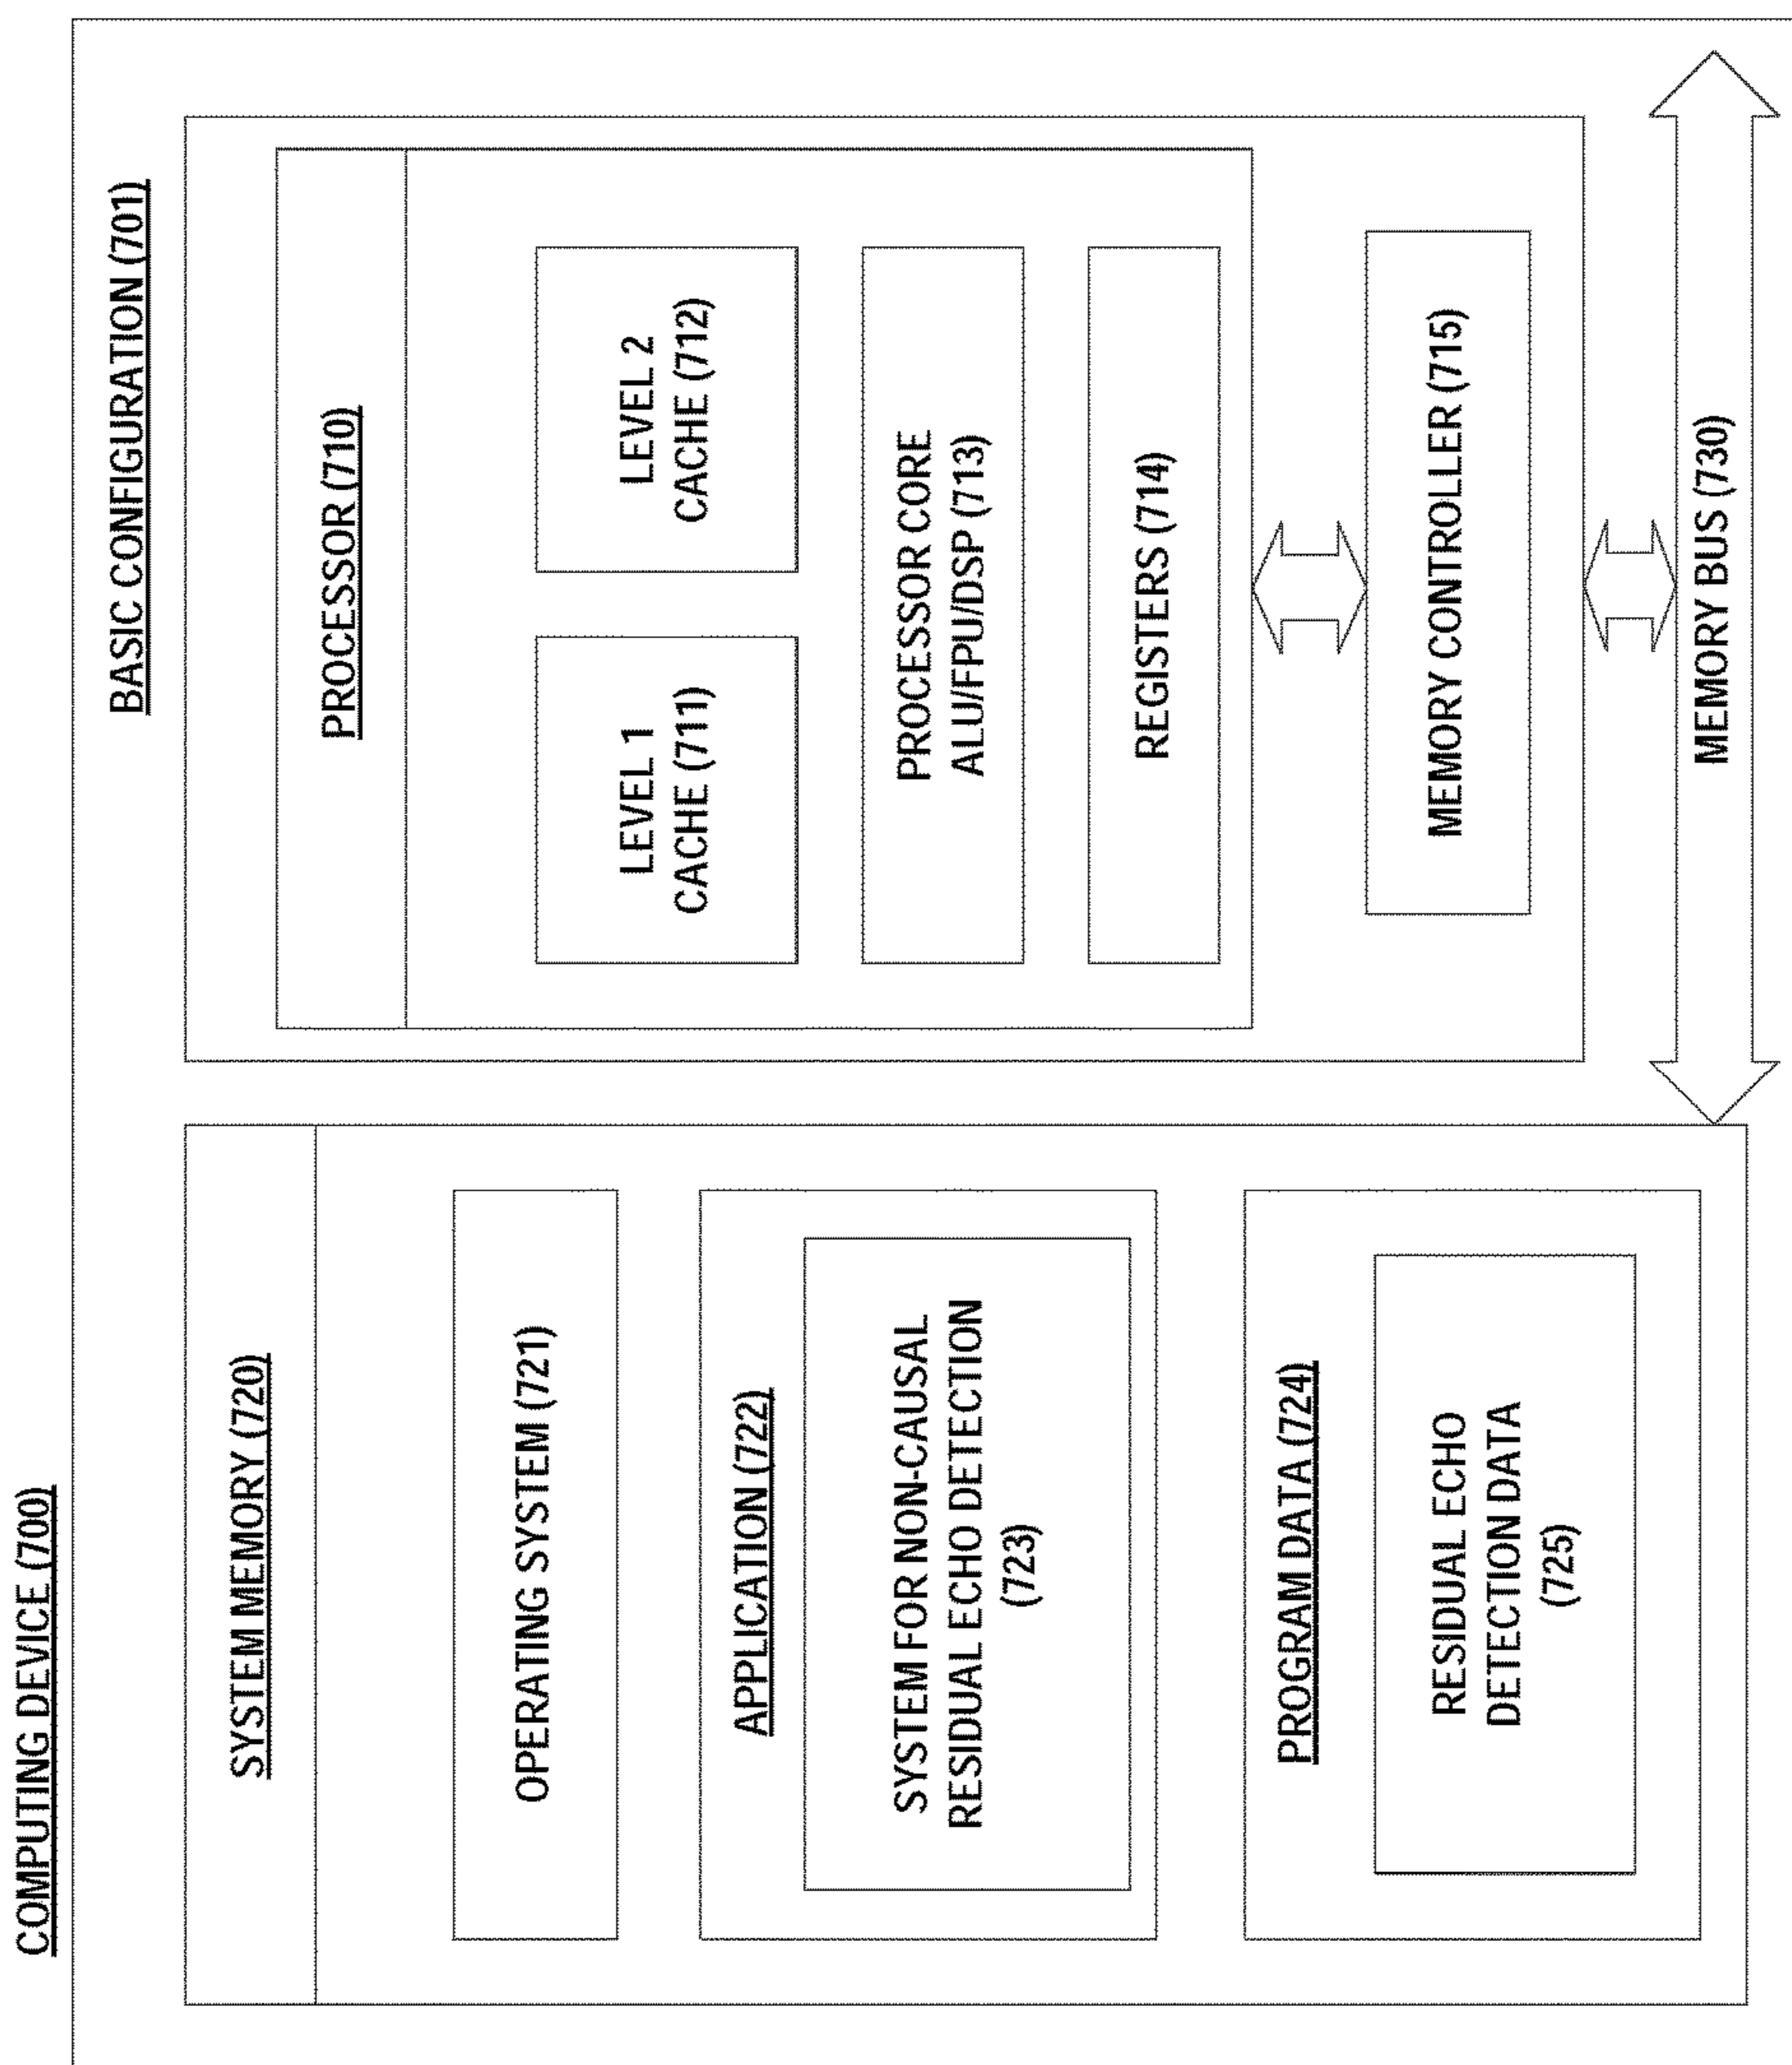 COMPUTING DEVICE (700)
BASIC CONFIGURATION (701)
SYSTEM MEMORY (720)
OPERATING SYSTEM (721)
APPLICATION (722)
SYSTEM FOR NON-CAUSAL
RESIDUAL ECHO DETECTION
(723)
PROGRAM DATA (724)
RESIDUAL ECHO
DETECTION DATA
(725)
PROCESSOR (710)
LEVEL 1
CACHE (711)
LEVEL 2
CACHE (712)
PROCESSOR CORE
ALU/FPU/DSP (713)
REGISTERS (714)
MEMORY CONTROLLER (715)
MEMORY BUS (730)